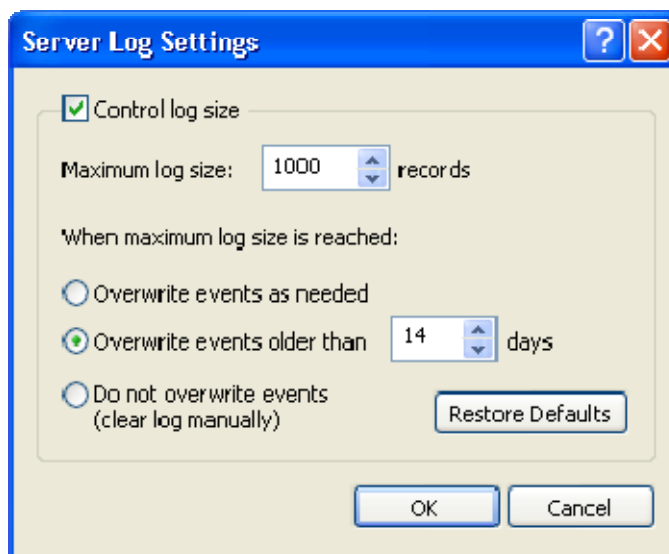 Server Log Settings
?
Control log size
Maximum log size: 1000 records
When maximum log size is reached:
Overwrite events as needed
Overwrite events older than 14 days
Do not overwrite events
(clear log manually)
Restore Defaults
OK Cancel